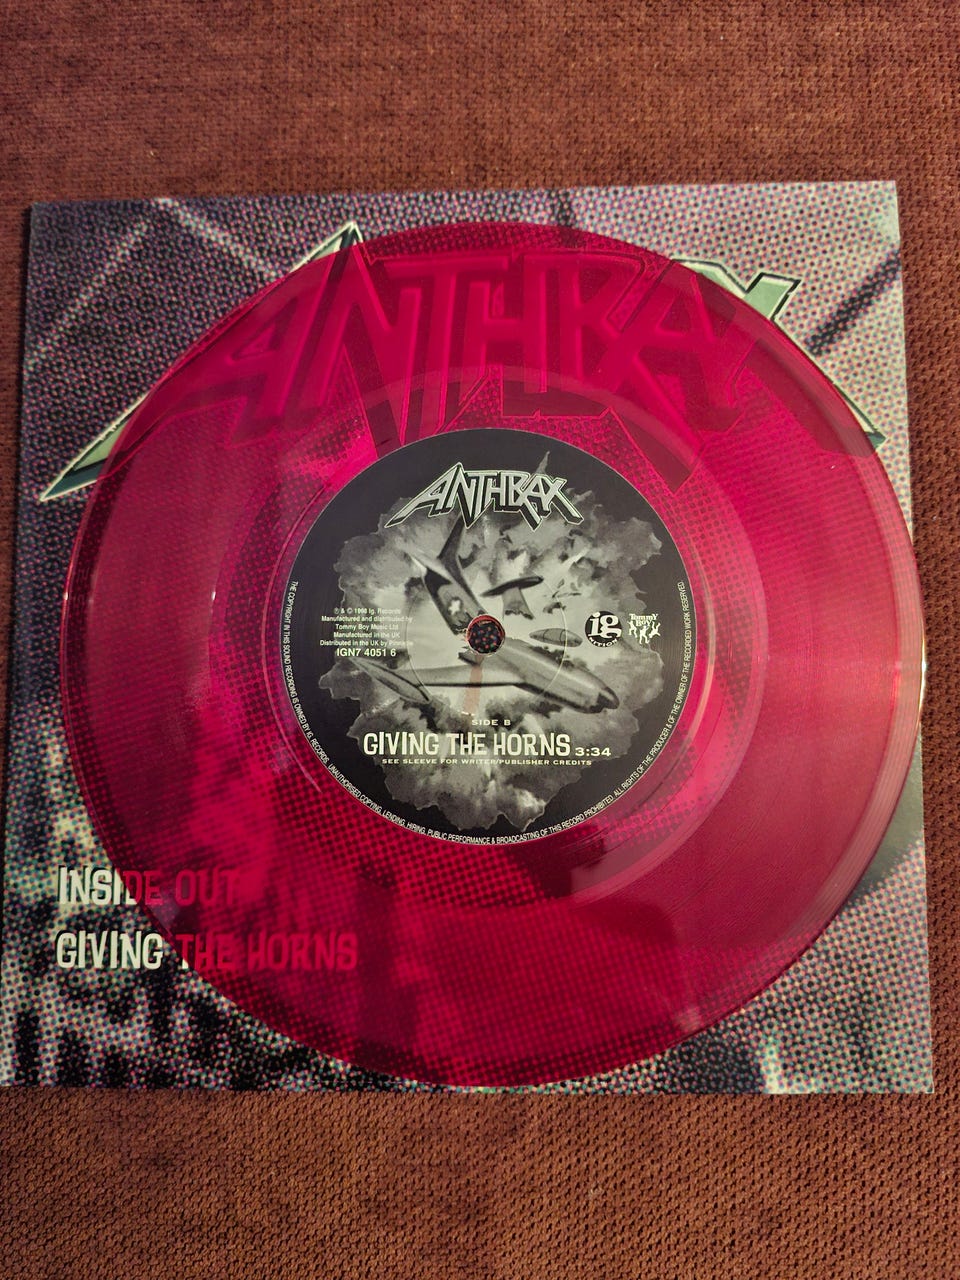 ANTHRAX
ANTHRAX
℗ & © 1998 Ig. Records
Manufactured and distributed by
Tommy Boy Music Ltd
Manufactured in the UK
Distributed in the UK by Pinnacle
IGN7 4051 6
ig
TOMMY
BOY
SIDE B
GIVING THE HORNS 3:34
SEE SLEEVE FOR WRITER/PUBLISHER CREDITS
THE COPYRIGHT IN THIS SOUND RECORDING IS OWNED BY IG. RECORDS. UNAUTHORISED COPYING, LENDING, HIRING, PUBLIC PERFORMANCE & BROADCASTING OF THIS RECORD PROHIBITED. ALL RIGHTS OF THE PRODUCER & OF THE OWNER OF THE RECORDED WORK RESERVED.
INSIDE OUT
GIVING THE HORNS